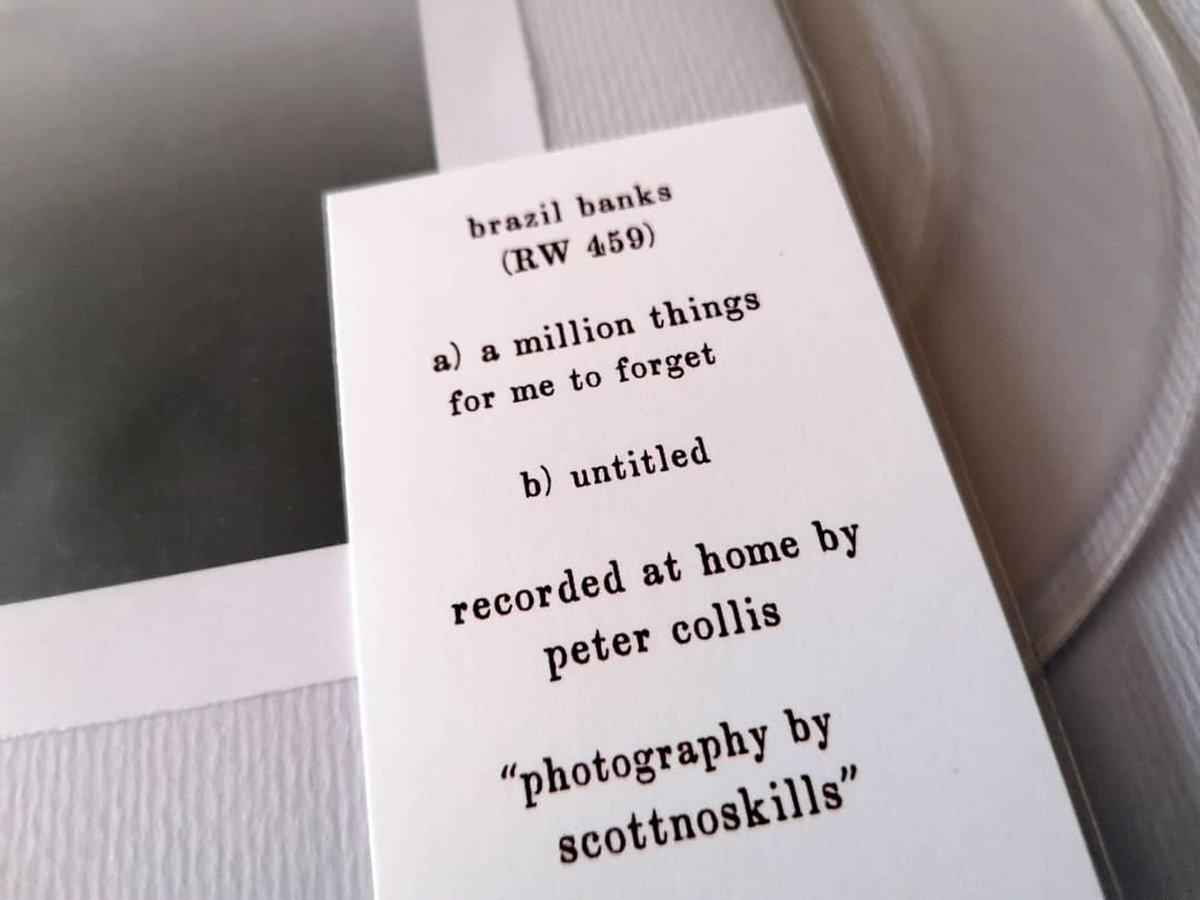 brazil banks
(RW 459)
a) a million things
for me to forget
b) untitled
recorded at home by
peter collis
“photography by
scottnoskills”